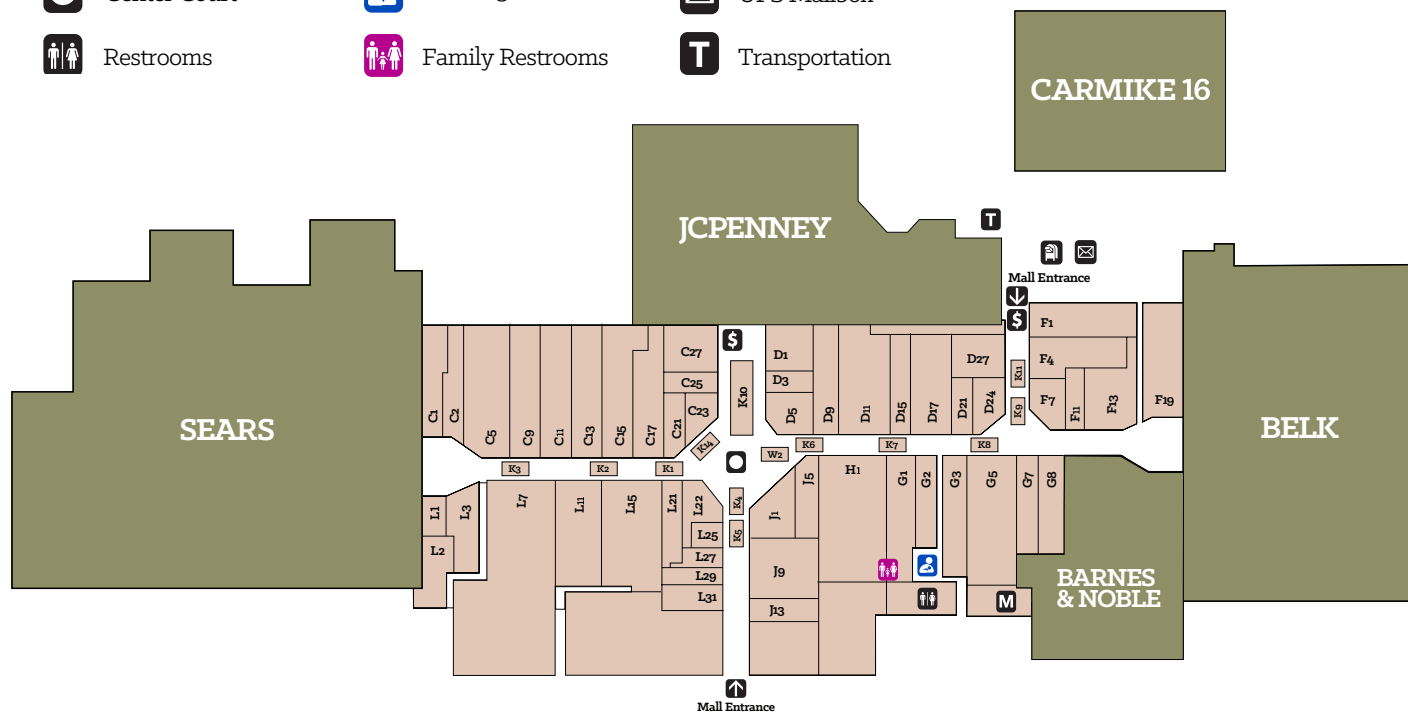 Center Court
UPS Mailbox
Restrooms
Family Restrooms
T Transportation
CARMIKE 16
JCPENNEY
T
Mall Entrance
SEARS
BELK
BARNES
& NOBLE
$
$
C1
C2
C5
C9
C11
C13
C15
C17
C21
C23
C25
C27
K10
K14
K3
K2
K1
D1
D3
D5
D9
D11
D15
D17
D21
D24
D27
K11
K9
F1
F4
F7
F11
F13
F19
W2
K6
K7
K8
K4
K5
L1
L2
L3
L7
L11
L15
L21
L22
L25
L27
L29
L31
J1
J5
J9
J13
H1
G1
G2
G3
G5
G7
G8
M
Mall Entrance